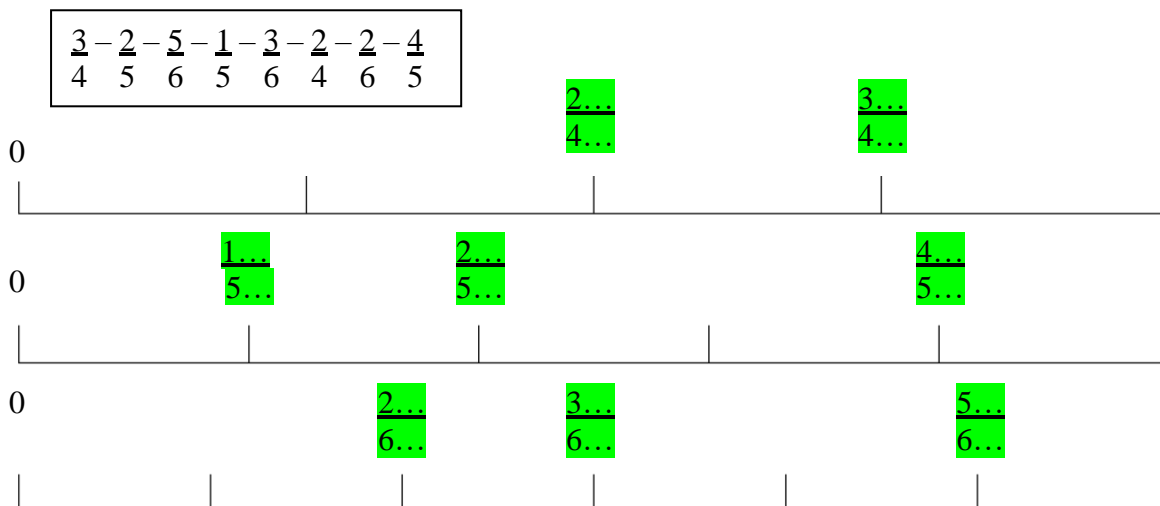 3 – 2 – 5 – 1 – 3 – 2 – 2 – 4
4 5 6 5 6 4 6 5
2… 3…
4… 4…
0
1… 2… 4…
5… 5… 5…
0
0
2… 3… 5…
6… 6… 6…